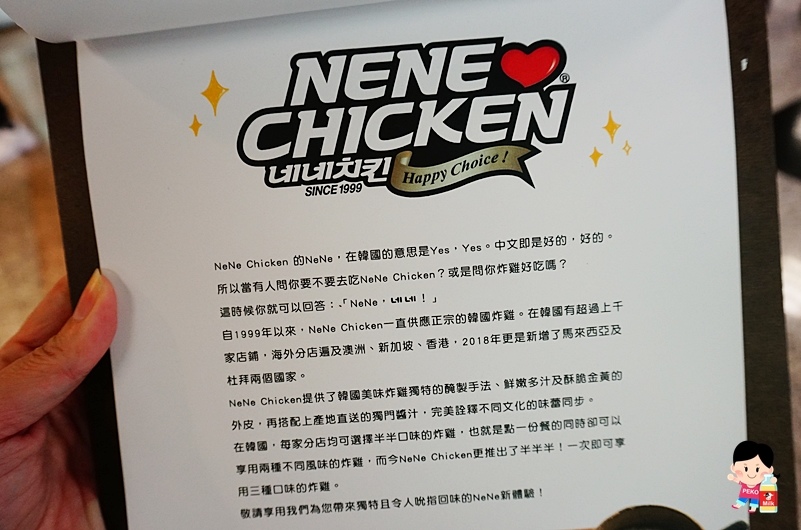 NENE
CHICKEN
®
네네치킨
Happy Choice!
SINCE 1999
NeNe Chicken 的NeNe，在韓國的意思是Yes，Yes。中文即是好的，好的。
所以當有人問你要不要去吃NeNe Chicken？或是問你炸雞好吃嗎？
這時候你就可以回答：、「NeNe，네네！」
自1999年以來，NeNe Chicken一直供應正宗的韓國炸雞。在韓國有超過上千
家店鋪，海外分店遍及澳洲、新加坡、香港，2018年更是新增了馬來西亞及
杜拜兩個國家。
NeNe Chicken提供了韓國美味炸雞獨特的醃製手法、鮮嫩多汁及酥脆金黃的
外皮，再搭配上產地直送的獨門醬汁，完美詮釋不同文化的味蕾同步。
在韓國，每家分店均可選擇半半口味的炸雞，也就是點一份餐的同時卻可以
享用兩種不同風味的炸雞，而今NeNe Chicken更推出了半半半！一次即可享
用三種口味的炸雞。
敬請享用我們為您帶來獨特且令人吮指回味的NeNe新體驗！
PEKO
Milk